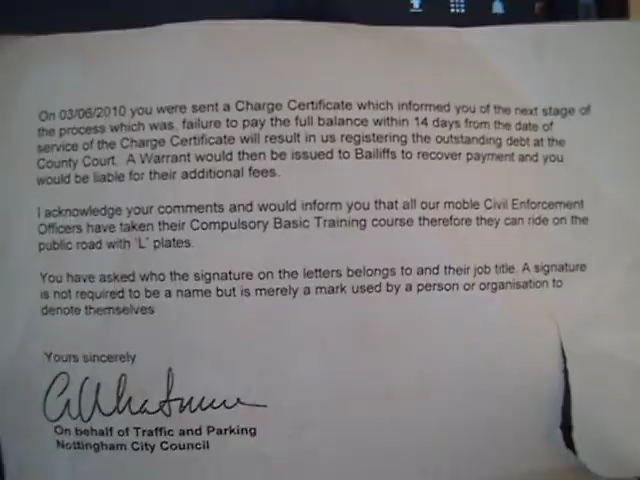 On 03/06/2010 you were sent a Charge Certificate which informed you of the next stage of
the process which was, failure to pay the full balance within 14 days from the date of
service of the Charge Certificate will result in us registering the outstanding debt at the
County Court. A Warrant would then be issued to Bailiffs to recover payment and you
would be liable for their additional fees.
I acknowledge your comments and would inform you that all our moble Civil Enforcement
Officers have taken their Compulsory Basic Training course therefore they can ride on the
public road with 'L' plates.
You have asked who the signature on the letters belongs to and their job title. A signature
is not required to be a name but is merely a mark used by a person or organisation to
denote themselves
Yours sincerely
On behalf of Traffic and Parking
Nottingham City Council